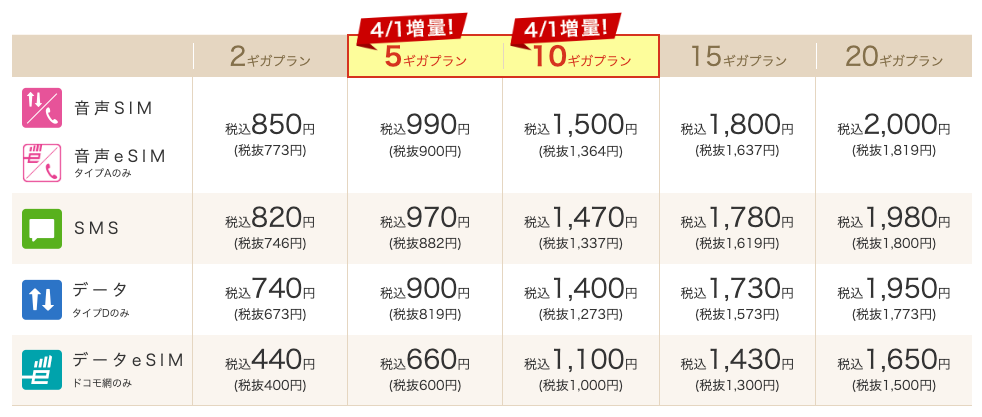 4/1増量!
4/1増量!
2ギガプラン 5ギガプラン 10ギガプラン 15ギガプラン 20ギガプラン
音声SIM
音声eSIM
タイプAのみ
税込850円 税込990円 税込1,500円 税込1,800円 税込2,000円
(税抜773円) (税抜900円) (税抜1,364円) (税抜1,637円) (税抜1,819円)
SMS
税込820円 税込970円 税込1,470円 税込1,780円 税込1,980円
(税抜746円) (税抜882円) (税抜1,337円) (税抜1,619円) (税抜1,800円)
データ
タイプDのみ
税込740円 税込900円 税込1,400円 税込1,730円 税込1,950円
(税抜673円) (税抜819円) (税抜1,273円) (税抜1,573円) (税抜1,773円)
データeSIM
ドコモ網のみ
税込440円 税込660円 税込1,100円 税込1,430円 税込1,650円
(税抜400円) (税抜600円) (税抜1,000円) (税抜1,300円) (税抜1,500円)